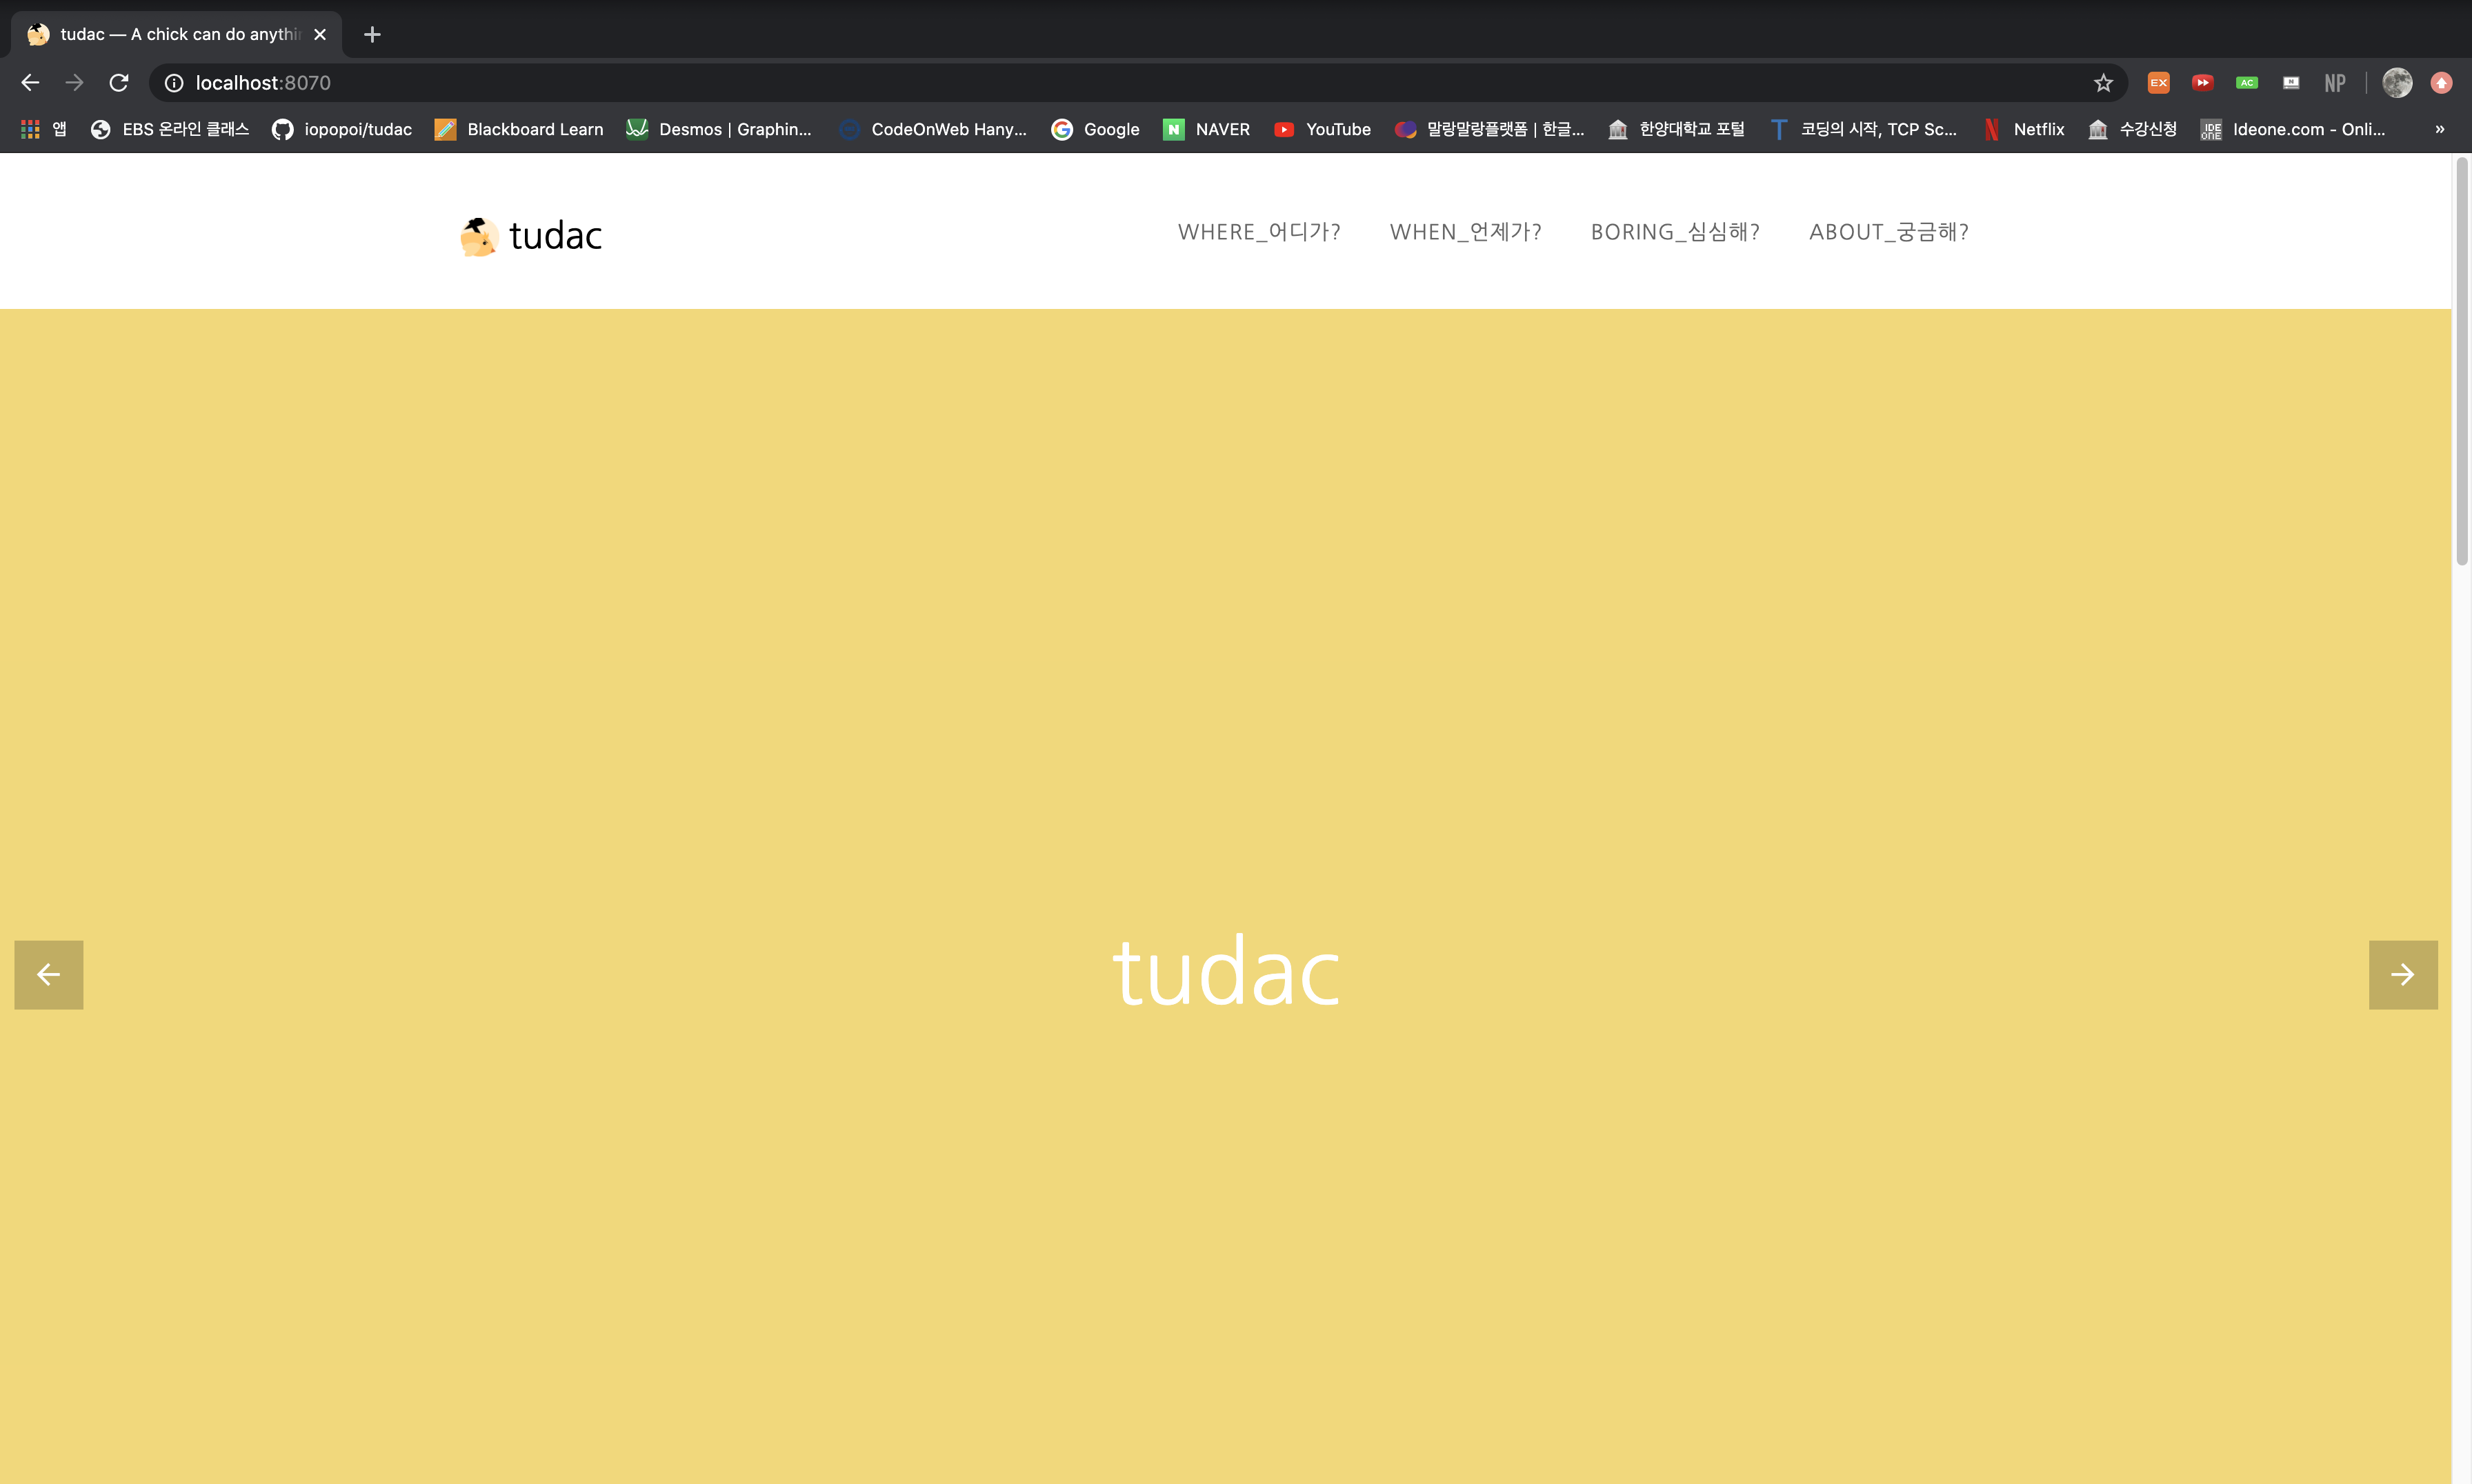 tudac — A chick can do anythin
localhost:8070
EX AC N NP
앱 EBS 온라인 클래스 iopopoi/tudac Blackboard Learn Desmos | Graphin... CodeOnWeb Hany... Google N NAVER YouTube 말랑말랑플랫폼 | 한글... 한양대학교 포털 T 코딩의 시작, TCP Sc... N Netflix 수강신청 IDE ONE Ideone.com - Onli... »
tudac WHERE_어디가? WHEN_언제가? BORING_심심해? ABOUT_궁금해?
tudac